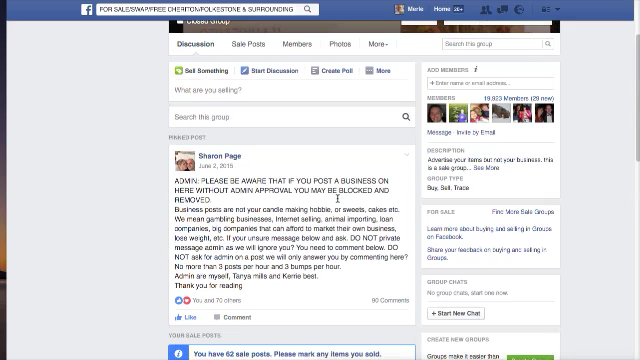 FOR SALE/SWAP/FREE CHERITON/FOLKESTONE & SURROUNDING
Merle Home 20+
Closed Group
Discussion Sale Posts Members Photos More
Search this group
Sell Something Start Discussion Create Poll More
What are you selling?
Search this group
PINNED POST
Sharon Page
June 2, 2015
ADMIN: PLEASE BE AWARE THAT IF YOU POST A BUSINESS ON
HERE WITHOUT ADMIN APPROVAL YOU MAY BE BLOCKED AND
REMOVED.
Business posts are not your candle making hobbie, or sweets, cakes etc.
We mean gambling businesses, Internet selling, animal importing, loan
companies, big companies that can afford to market their own business,
lose weight, etc. If your unsure message below and ask. DO NOT private
message admin as we will ignore you? You need to comment below. DO
NOT ask for admin on a post we will only answer you by commenting here?
No more than 3 posts per hour and 3 bumps per hour.
Admin are myself, Tanya mills and Kerrie best.
Thank you for reading
You and 70 others
90 Comments
Like Comment
YOUR SALE POSTS
You have 62 sale posts. Please mark any items you sold.
ADD MEMBERS
+ Enter name or email address...
MEMBERS 19,923 Members (29 new)
Message · Invite by Email
DESCRIPTION
Advertise your items but not your business, this
is a sale group... See More
GROUP TYPE
Buy, Sell, Trade
FOR SALE Find More Sale Groups
Learn more about buying and selling in Groups
on Facebook.
Share your feedback on buying and selling in
Groups.
GROUP CHATS
No group chats, start one now.
+ Start New Chat
CREATE NEW GROUPS
Groups make it easier than